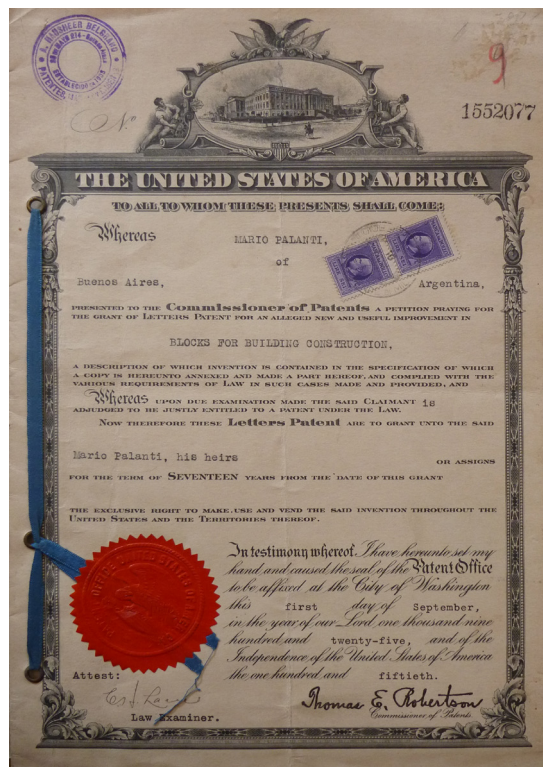 9
No
1552077
THE UNITED STATES OF AMERICA
TO ALL TO WHOM THESE PRESENTS SHALL COME:
Whereas MARIO PALANTI,
of
Buenos Aires, Argentina,
PRESENTED TO THE Commissioner of Patents A PETITION PRAYING FOR
THE GRANT OF LETTERS PATENT FOR AN ALLEGED NEW AND USEFUL IMPROVEMENT IN
BLOCKS FOR BUILDING CONSTRUCTION,
A DESCRIPTION OF WHICH INVENTION IS CONTAINED IN THE SPECIFICATION OF WHICH
A COPY IS HEREUNTO ANNEXED AND MADE A PART HEREOF, AND COMPLIED WITH THE
VARIOUS REQUIREMENTS OF LAW IN SUCH CASES MADE AND PROVIDED, AND
Whereas UPON DUE EXAMINATION MADE THE SAID CLAIMANT is
ADJUDGED TO BE JUSTLY ENTITLED TO A PATENT UNDER THE LAW.
NOW THEREFORE THESE Letters Patent ARE TO GRANT UNTO THE SAID
Mario Palanti, his heirs OR ASSIGNS
FOR THE TERM OF SEVENTEEN YEARS FROM THE DATE OF THIS GRANT
THE EXCLUSIVE RIGHT TO MAKE, USE AND VEND THE SAID INVENTION THROUGHOUT THE
UNITED STATES AND THE TERRITORIES THEREOF.
In testimony whereof, I have hereunto set my
hand and caused the seal of the Patent Office
to be affixed at the City of Washington
this first day of September,
in the year of our Lord one thousand nine
hundred and twenty-five, and of the
Independence of the United States of America
the one hundred and fiftieth.
Attest:
Law Examiner.
Thomas E. Robertson
Commissioner of Patents